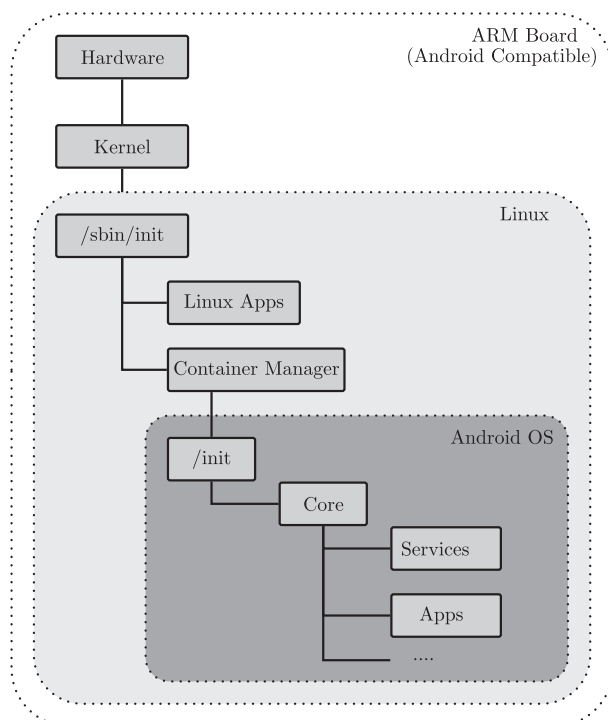 ARM Board
(Android Compatible)
Hardware
Kernel
Linux
/sbin/init
Linux Apps
Container Manager
Android OS
/init
Core
Services
Apps
....